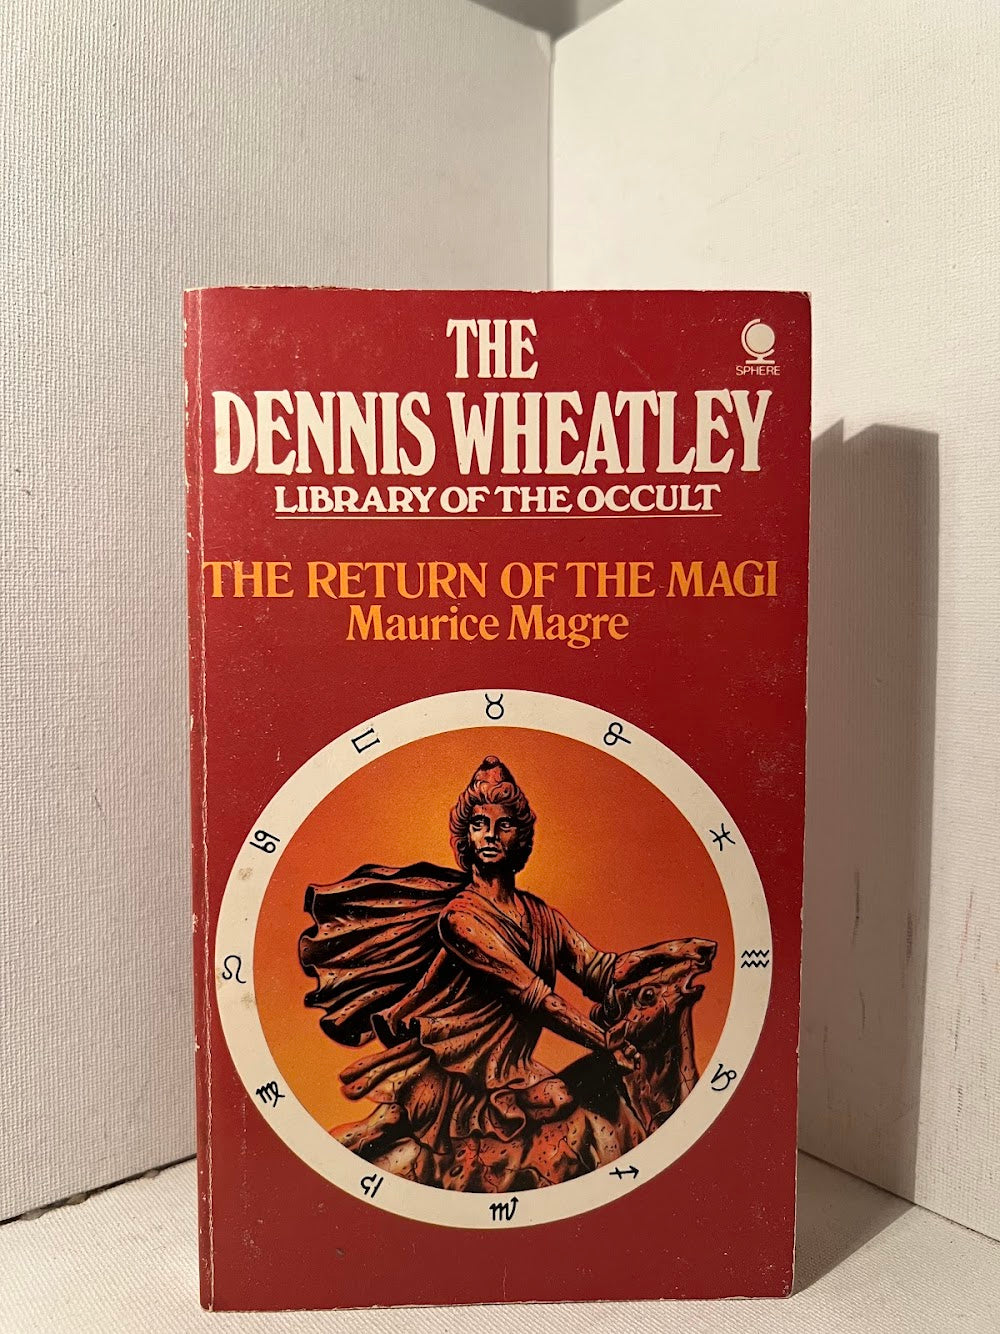 THE
SPHERE
DENNIS WHEATLEY
LIBRARY OF THE OCCULT
THE RETURN OF THE MAGI
Maurice Magre